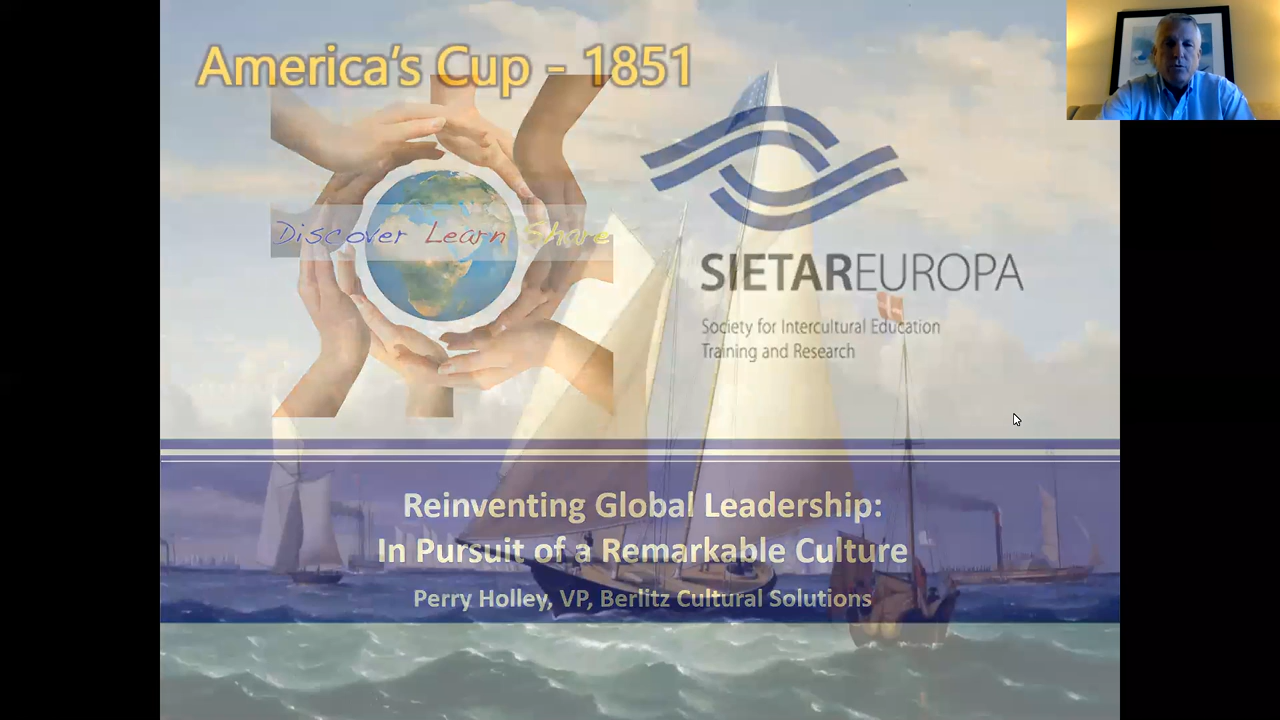 America's Cup - 1851
Discover Learn Share
SIETAREUROPA
Society for Intercultural Education
Training and Research
Reinventing Global Leadership:
In Pursuit of a Remarkable Culture
Perry Holley, VP, Berlitz Cultural Solutions